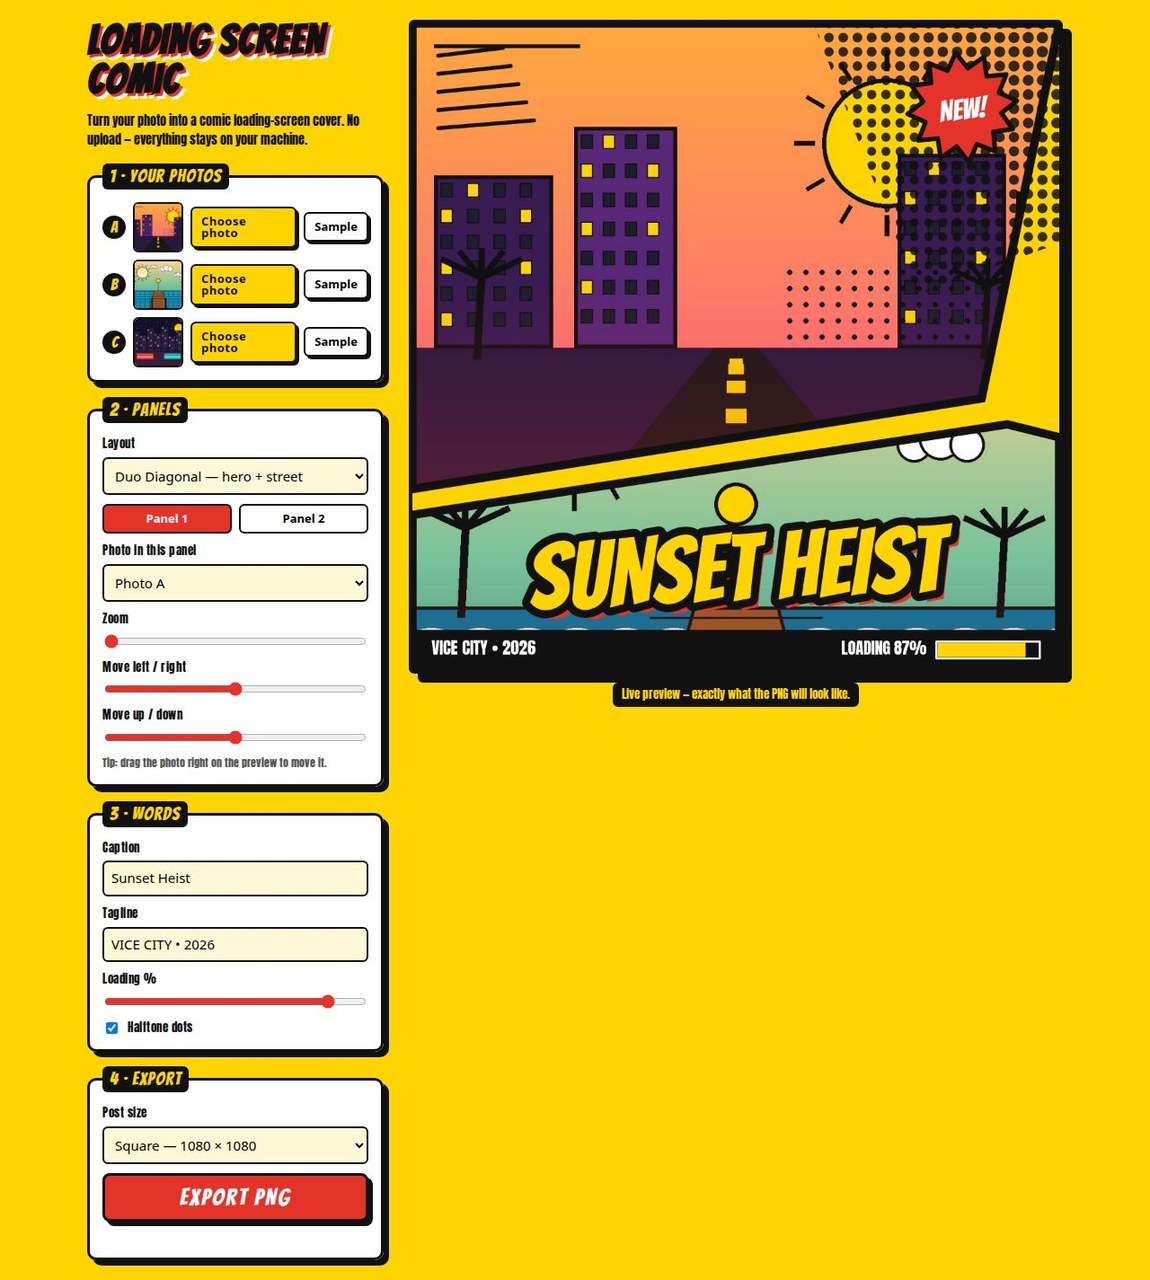 LOADING SCREEN
COMIC
Turn your photo into a comic loading-screen cover. No
upload – everything stays on your machine.
1 · YOUR PHOTOS
A
Choose
photo
Sample
B
Choose
photo
Sample
C
Choose
photo
Sample
2 · PANELS
Layout
Duo Diagonal — hero + street
Panel 1
Panel 2
Photo in this panel
Photo A
Zoom
Move left / right
Move up / down
Tip: drag the photo right on the preview to move it.
3 · WORDS
Caption
Sunset Heist
Tagline
VICE CITY • 2026
Loading %
Halftone dots
4 · EXPORT
Post size
Square — 1080 × 1080
EXPORT PNG
NEW!
SUNSET HEIST
VICE CITY • 2026
LOADING 87%
Live preview – exactly what the PNG will look like.